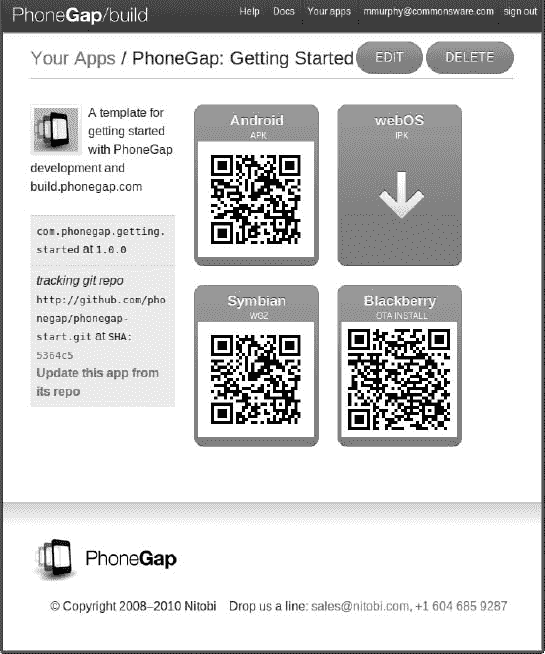 PhoneGap/build
Help Docs Your apps mmurphy@commonsware.com sign out
Your Apps / PhoneGap: Getting Started
EDIT
DELETE
A template for
getting started
with PhoneGap
development and
build.phonegap.com
com.phonegap.getting.
started at 1.0.0
tracking git repo
http://github.com/pho
negap/phonegap-
start.git at SHA:
5364c5
Update this app from
its repo
Android
APK
webOS
IPK
Symbian
WGZ
Blackberry
OTA INSTALL
PhoneGap
© Copyright 2008–2010 Nitobi Drop us a line: sales@nitobi.com, +1 604 685 9287